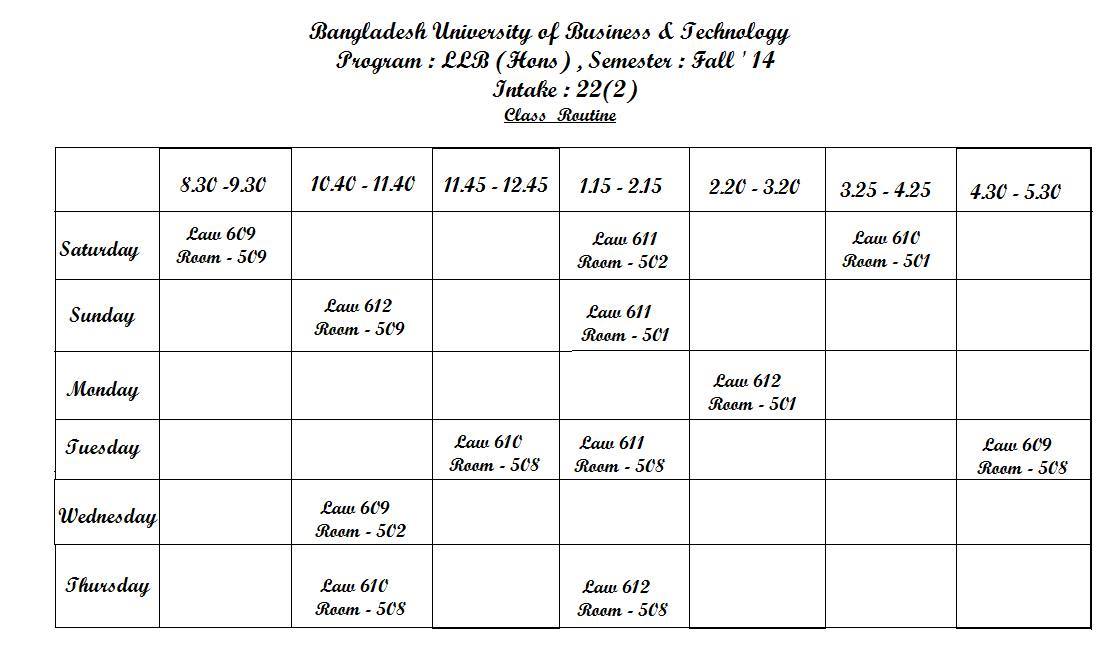 Bangladesh University of Business & Technology
Program : LLB (Hons) , Semester : Fall ' 14
Intake : 22(2)
Class Routine
8.30 -9.30 10.40 - 11.40 11.45 - 12.45 1.15 - 2.15 2.20 - 3.20 3.25 - 4.25 4.30 - 5.30
Saturday
Law 609
Room - 509
Law 611
Room - 502
Law 610
Room - 501
Sunday
Law 612
Room - 509
Law 611
Room - 501
Monday
Law 612
Room - 501
Tuesday
Law 610
Room - 508
Law 611
Room - 508
Law 609
Room - 508
Wednesday
Law 609
Room - 502
Thursday
Law 610
Room - 508
Law 612
Room - 508